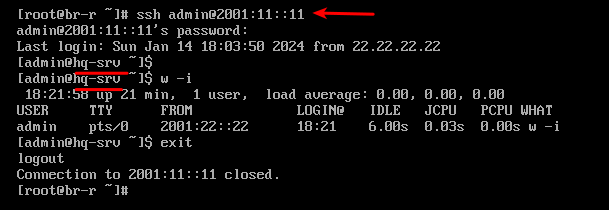 [root@br-r ~]# ssh admin@2001:11::11
admin@2001:11::11's password:
Last login: Sun Jan 14 18:03:50 2024 from 22.22.22.22
[admin@hq-srv ~]$
[admin@hq-srv ~]$ w -i
 18:21:58 up 21 min,  1 user,  load average: 0.00, 0.00, 0.00
USER     TTY      FROM             LOGIN@   IDLE   JCPU   PCPU WHAT
admin    pts/0    2001:22::22      18:21    6.00s  0.03s  0.00s w -i
[admin@hq-srv ~]$ exit
logout
Connection to 2001:11::11 closed.
[root@br-r ~]#